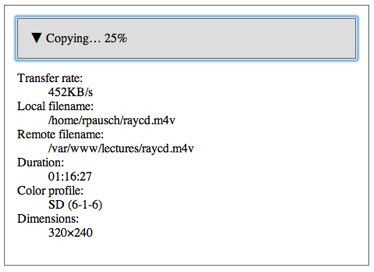 ▼ Copying… 25%
Transfer rate:
452KB/s
Local filename:
/home/rpausch/raycd.m4v
Remote filename:
/var/www/lectures/raycd.m4v
Duration:
01:16:27
Color profile:
SD (6-1-6)
Dimensions:
320×240